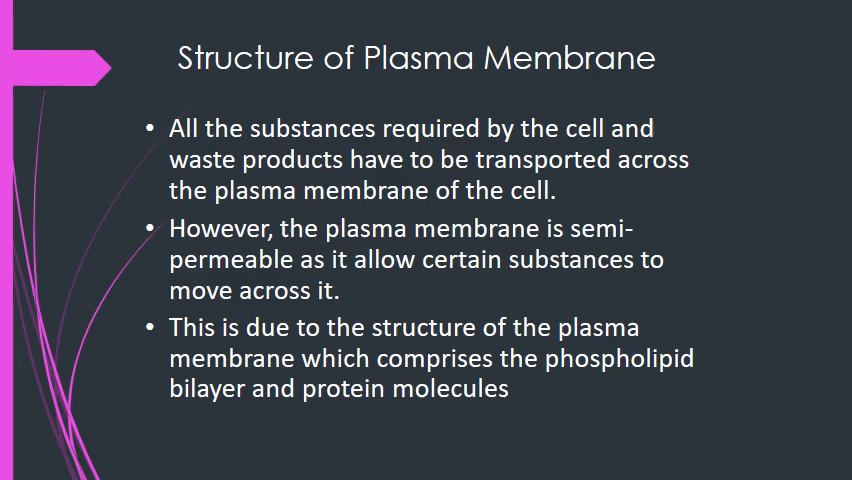 Structure of Plasma Membrane
• All the substances required by the cell and
waste products have to be transported across
the plasma membrane of the cell.
• However, the plasma membrane is semi-
permeable as it allow certain substances to
move across it.
• This is due to the structure of the plasma
membrane which comprises the phospholipid
bilayer and protein molecules